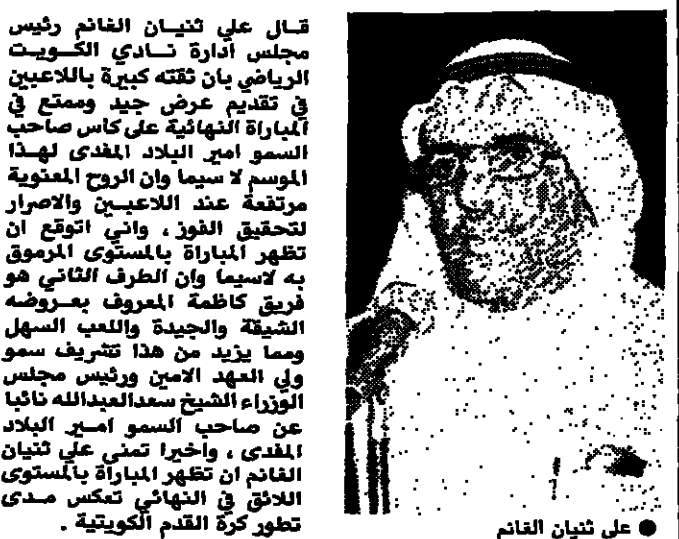 قال علي ثنيان الغانم رئيس
مجلس أدارة نادي الكويت
الرياضي بان ثقته كبيرة باللاعبين
في تقديم عرض جيد وممتع في
المباراة النهائية على كاس صاحب
السمو امير البلاد المفدى لهذا
الموسم لا سيما وان الروح المعنوية
مرتفعة عند اللاعبين والاصرار
لتحقيق الفوز ، واني اتوقع ان
تظهر المباراة بالمستوى المرموق
به لاسيما وان الطرف الثاني هو
فريق كاظمة المعروف بعروضه
الشيقة والجيدة واللعب السهل
ومما يزيد من هذا تشريف سمو
ولي العهد الامين ورئيس مجلس
الوزراء الشيخ سعدالعبدالله نائبا
عن صاحب السمو امير البلاد
المفدى ، واخيرا تمنى علي ثنيان
الغانم ان تظهر المباراة بالمستوى
اللائق في النهائي تعكس مدى
تطور كرة القدم الكويتية .
● علي ثنيان الغانم